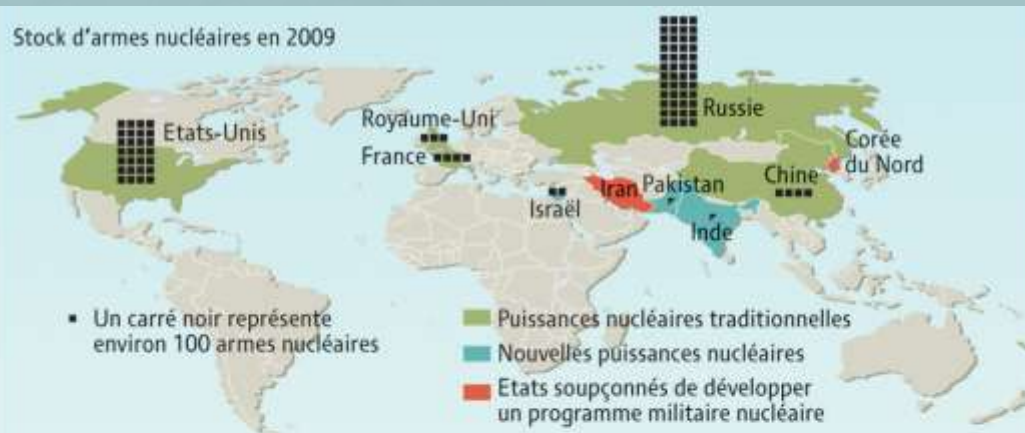 Stock d'armes nucléaires en 2009
Etats-Unis
Royaume-Uni
France
Israël
Russie
Iran
Pakistan
Inde
Chine
Corée
du Nord
Un carré noir représente
environ 100 armes nucléaires
Puissances nucléaires traditionnelles
Nouvelles puissances nucléaires
Etats soupçonnés de développer
un programme militaire nucléaire